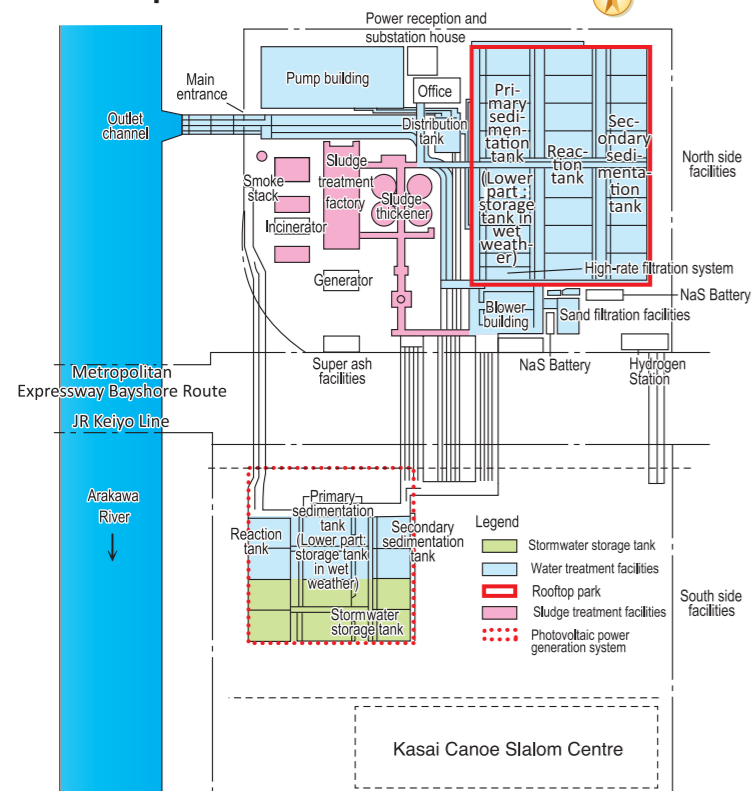 Power reception and
substation house
Pump building
Office
Main
entrance
Outlet
channel
Distribution
tank
Pri-
mary
sedi-
men-
tation
tank
(Lower
part :
storage
tank in
wet
weath-
er)
Reac-
tion
tank
Sec-
ondary
sedi-
menta-
tion
tank
North side
facilities
Smoke
stack
Sludge
treatment
factory
Sludge
thickener
Incinerator
Generator
High-rate filtration system
NaS Battery
Blower
building
Sand filtration facilities
Super ash
facilities
NaS Battery
Hydrogen
Station
Metropolitan
Expressway Bayshore Route
JR Keiyo Line
Arakawa
River
Reaction
tank
Primary
sedimentation
tank
(Lower part:
storage tank
in wet
weather)
Secondary
sedimentation
tank
Stormwater
storage tank
Legend
Stormwater storage tank
Water treatment facilities
Rooftop park
Sludge treatment facilities
Photovoltaic power
generation system
South side
facilities
Kasai Canoe Slalom Centre